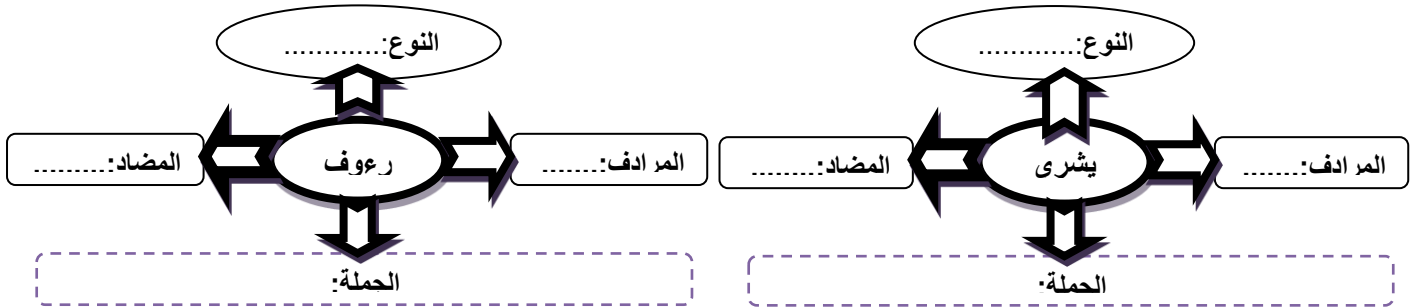 النوع:............
المرادف:.......
يشرى
المضاد:.........
الجملة:
النوع:............
المرادف:.......
رءوف
المضاد:.........
الجملة: